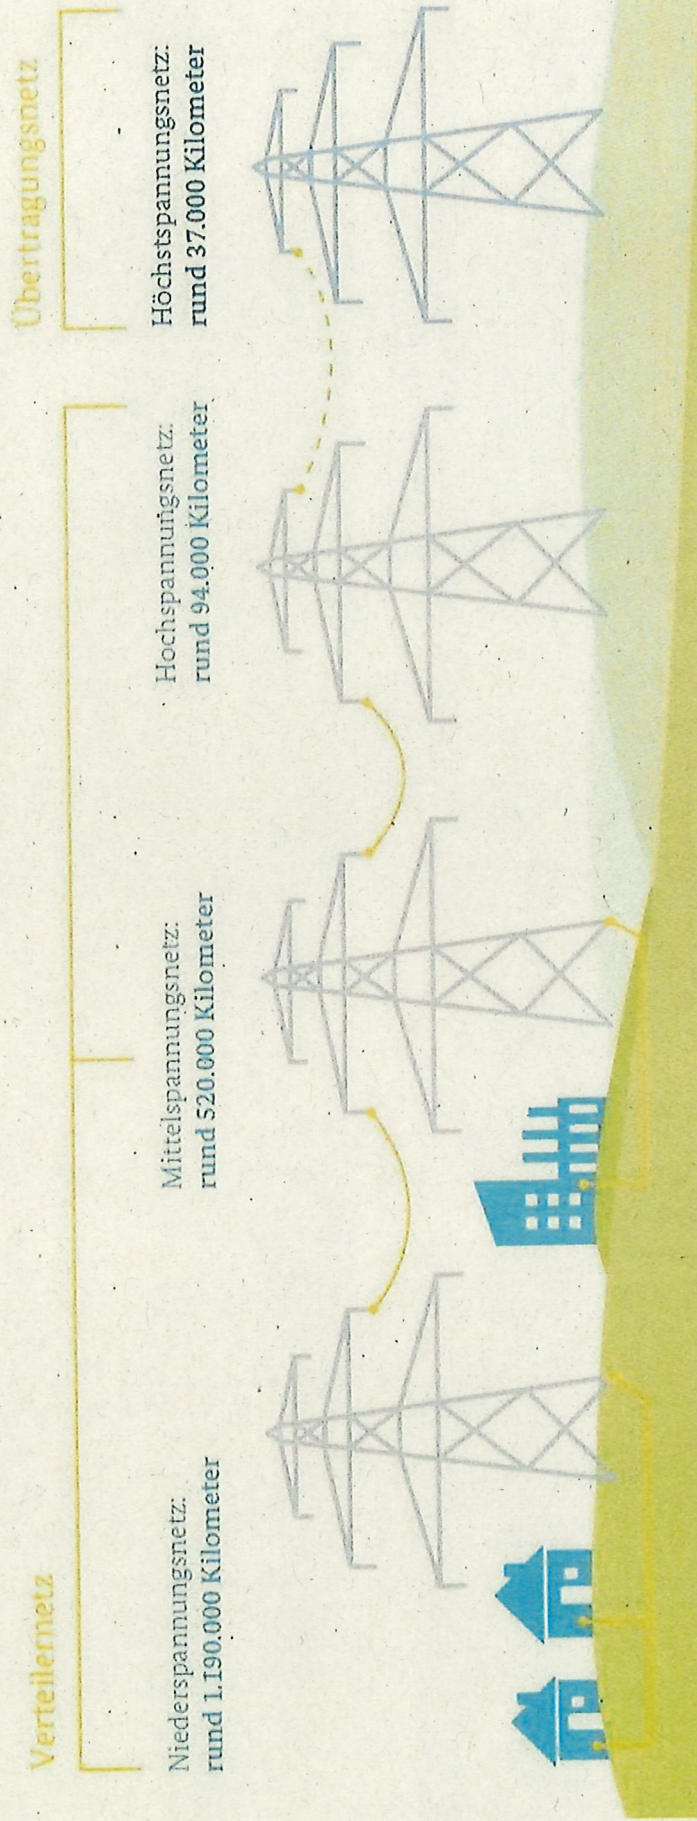 Verteilernetz
Übertragungsnetz
Niederspannungsnetz:
rund 1.190.000 Kilometer
Mittelspannungsnetz:
rund 520.000 Kilometer
Hochspannungsnetz:
rund 94.000 Kilometer
Höchstspannungsnetz:
rund 37.000 Kilometer